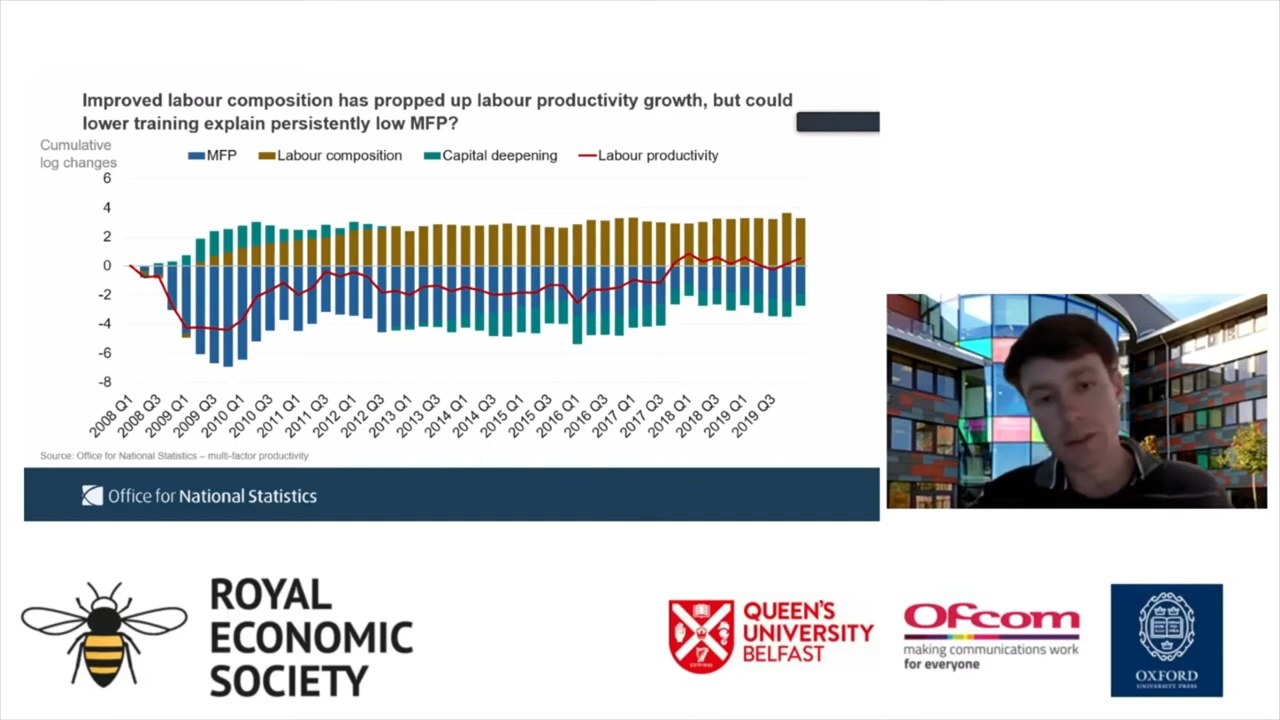 Improved labour composition has propped up labour productivity growth, but could
lower training explain persistently low MFP?
Cumulative
log changes
MFP
Labour composition
Capital deepening
Labour productivity
6
4
2
0
-2
-4
-6
-8
2008 Q1
2008 Q3
2009 Q1
2009 Q3
2010 Q1
2010 Q3
2011 Q1
2011 Q3
2012 Q1
2012 Q3
2013 Q1
2013 Q3
2014 Q1
2014 Q3
2015 Q1
2015 Q3
2016 Q1
2016 Q3
2017 Q1
2017 Q3
2018 Q1
2018 Q3
2019 Q1
2019 Q3
Source: Office for National Statistics – multi-factor productivity
Office for National Statistics
ROYAL
ECONOMIC
SOCIETY
QUEEN'S
UNIVERSITY
BELFAST
Ofcom
making communications work
for everyone
OXFORD
UNIVERSITY PRESS